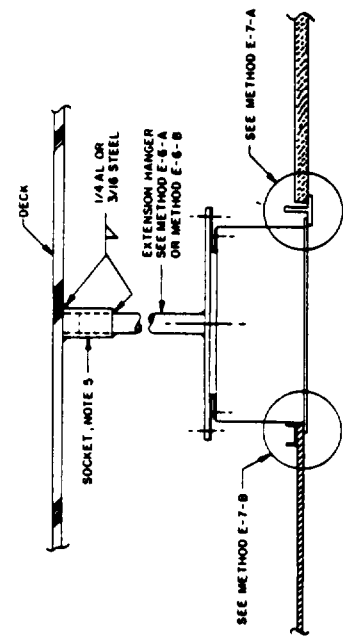 DECK
1/4 AL OR
3/16 STEEL
SOCKET, NOTE 5
EXTENSION HANGER
SEE METHOD E-6-A
OR METHOD E-6-B
SEE METHOD E-7-A
SEE METHOD E-7-B